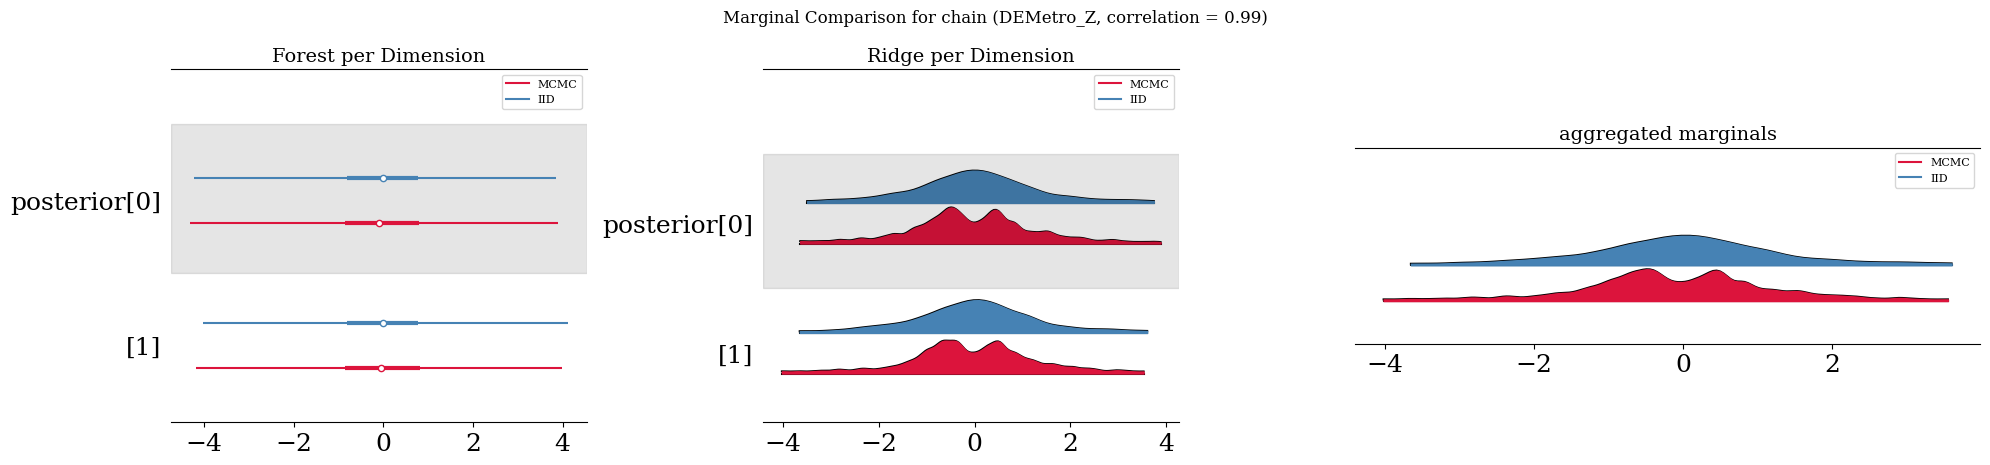 Marginal Comparison for chain (DEMetro_Z, correlation = 0.99)
Forest per Dimension
MCMC
IID
posterior[0]
[1]
−4 −2 0 2 4
Ridge per Dimension
MCMC
IID
posterior[0]
[1]
−4 −2 0 2 4
aggregated marginals
MCMC
IID
−4 −2 0 2